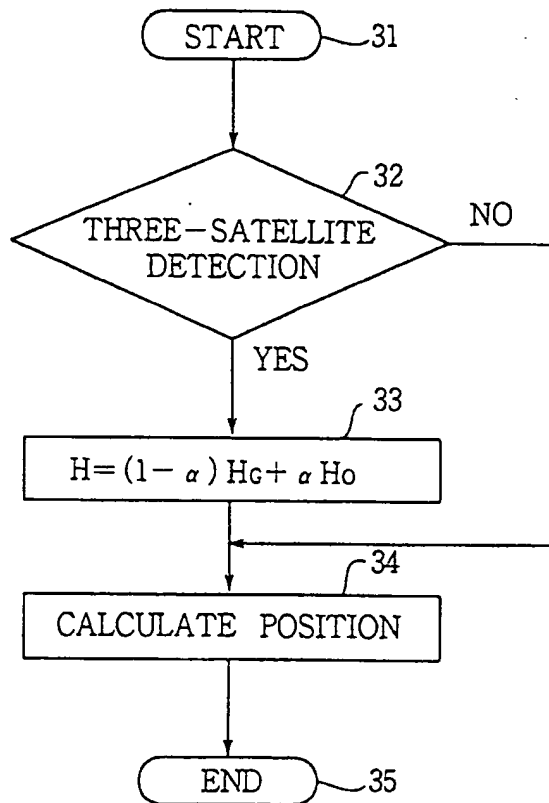 START
31
32
THREE-SATELLITE
DETECTION
NO
YES
33
H=(1-α)HG+αHO
34
CALCULATE POSITION
END
35